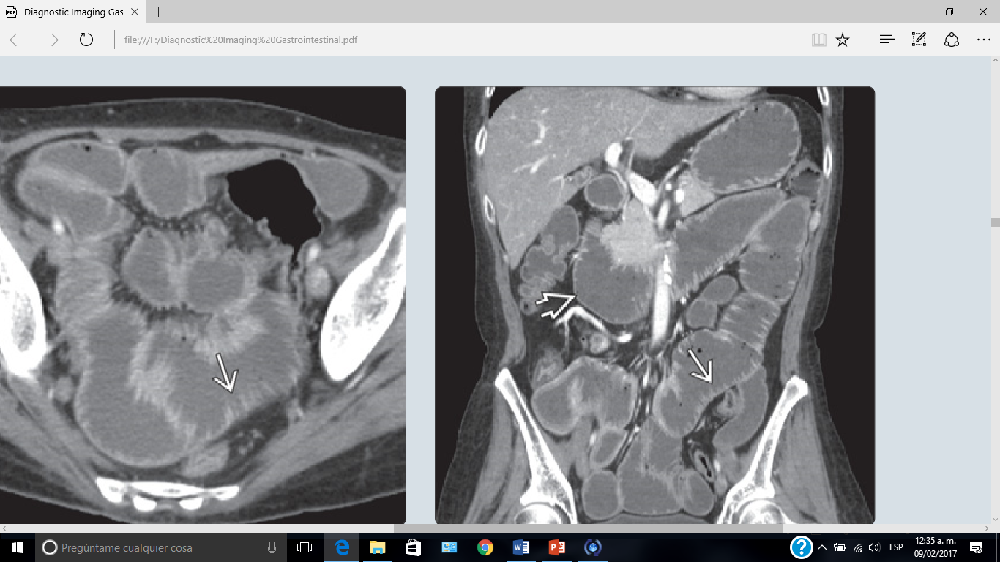 Diagnostic Imaging Gas
file:///F:/Diagnostic%20Imaging%20Gastrointestinal.pdf
Pregúntame cualquier cosa
ESP
12:35 a. m.
09/02/2017